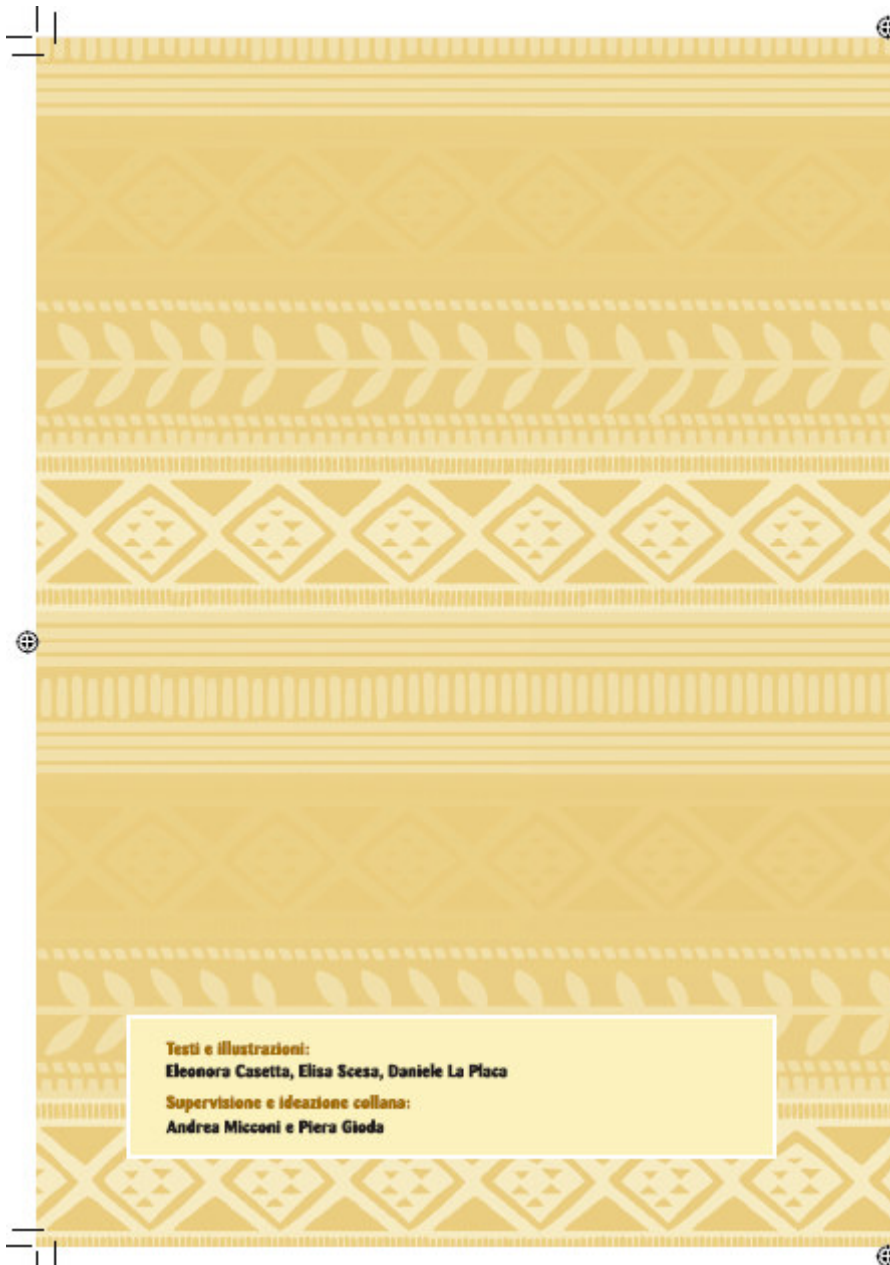 Testi e illustrazioni:
Eleonora Casetta, Elisa Scesa, Daniele La Placa
Supervisione e ideazione collana:
Andrea Micconi e Piera Gioda